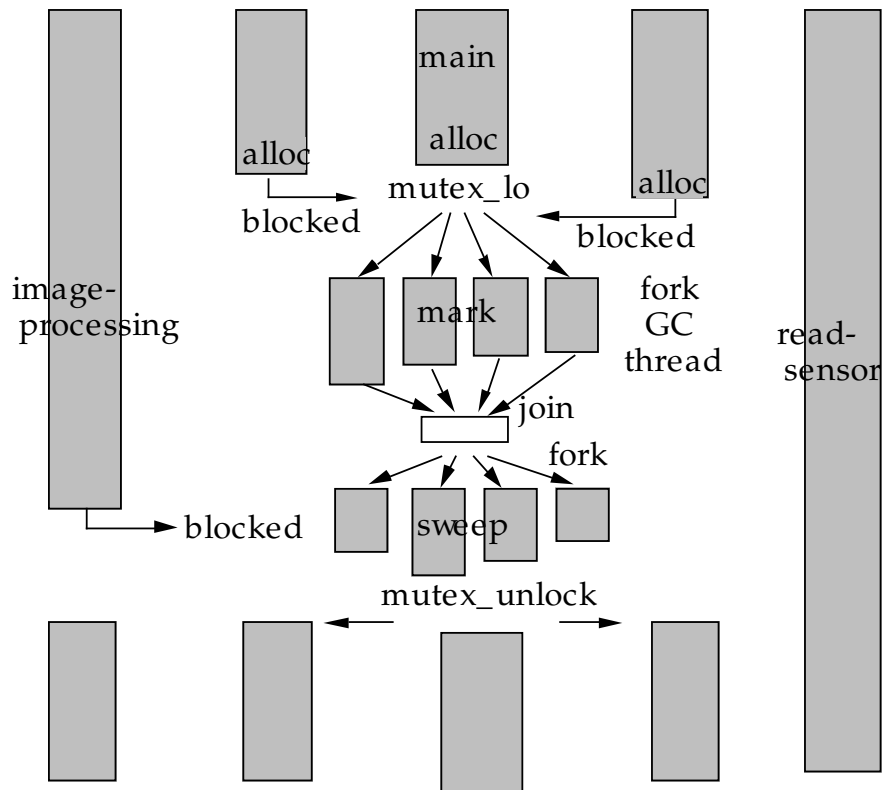 main
alloc
alloc
alloc
mutex_lo
blocked
blocked
image-
processing
mark
fork
GC
thread
read-
sensor
join
fork
blocked
sweep
mutex_unlock